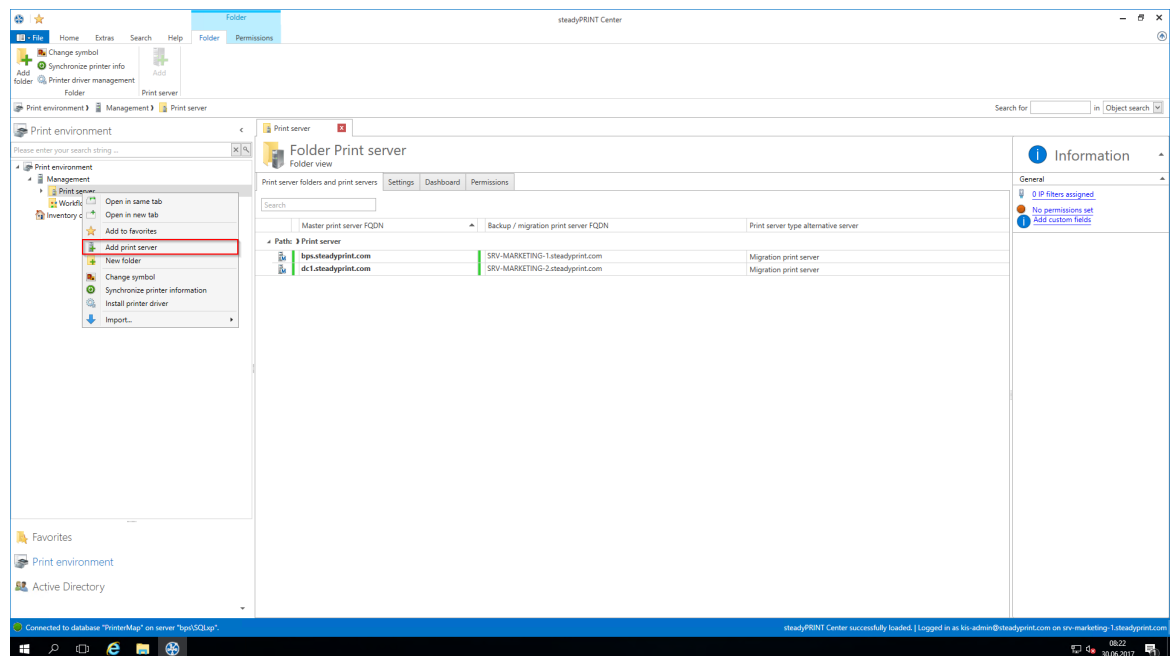 Folder
steadyPRINT Center
File Home Extras Search Help Folder Permissions
Add folder
Change symbol
Synchronize printer info
Printer driver management
Add
Folder
Print server
Print environment Management Print server
Search for in Object search
Print environment
Please enter your search string ...
Print environment
Management
Print server
Inventory
Open in same tab
Open in new tab
Add to favorites
Add print server
New folder
Change symbol
Synchronize printer information
Install printer driver
Import...
Print server
Folder Print server
Folder view
Print server folders and print servers Settings Dashboard Permissions
Search
Master print server FQDN Backup / migration print server FQDN Print server type alternative server
Path: Print server
bps.steadyprint.com SRV-MARKETING-1.steadyprint.com Migration print server
dc1.steadyprint.com SRV-MARKETING-2.steadyprint.com Migration print server
Information
General
0 IP filters assigned
No permissions set
Add custom fields
Favorites
Print environment
Active Directory
Connected to database "PrinterMap" on server "bps\SQLxp".
steadyPRINT Center successfully loaded. | Logged in as kis-admin@steadyprint.com on srv-marketing-1.steadyprint.com
08:22
30.06.2017